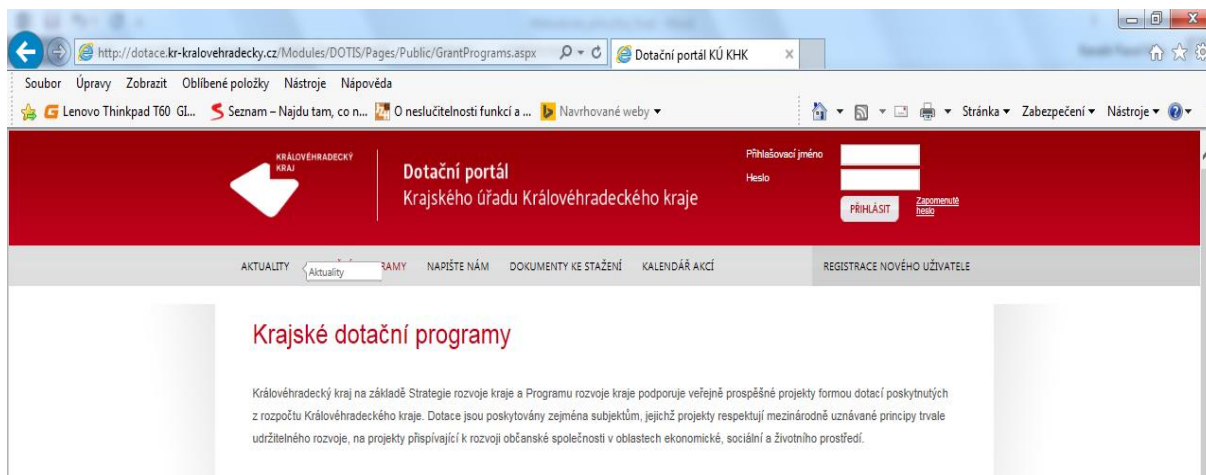 http://dotace.kr-kralovehradecky.cz/Modules/DOTIS/Pages/Public/GrantPrograms.aspx
Dotační portál KÚ KHK
Soubor Úpravy Zobrazit Oblíbené položky Nástroje Nápověda
Lenovo Thinkpad T60 GI... Seznam – Najdu tam, co n... O neslučitelnosti funkcí a ... Navrhované weby Stránka Zabezpečení Nástroje
KRÁLOVÉHRADECKÝ
KRAJ
Dotační portál
Krajského úřadu Královéhradeckého kraje
Přihlašovací jméno
Heslo
PŘIHLÁSIT
Zapomenuté
heslo
AKTUALITY RAMY NAPIŠTE NÁM DOKUMENTY KE STAŽENÍ KALENDÁŘ AKCÍ REGISTRACE NOVÉHO UŽIVATELE
Aktuality
Krajské dotační programy
Královéhradecký kraj na základě Strategie rozvoje kraje a Programu rozvoje kraje podporuje veřejně prospěšné projekty formou dotací poskytnutých
z rozpočtu Královéhradeckého kraje. Dotace jsou poskytovány zejména subjektům, jejichž projekty respektují mezinárodně uznávané principy trvale
udržitelného rozvoje, na projekty přispívající k rozvoji občanské společnosti v oblastech ekonomické, sociální a životního prostředí.